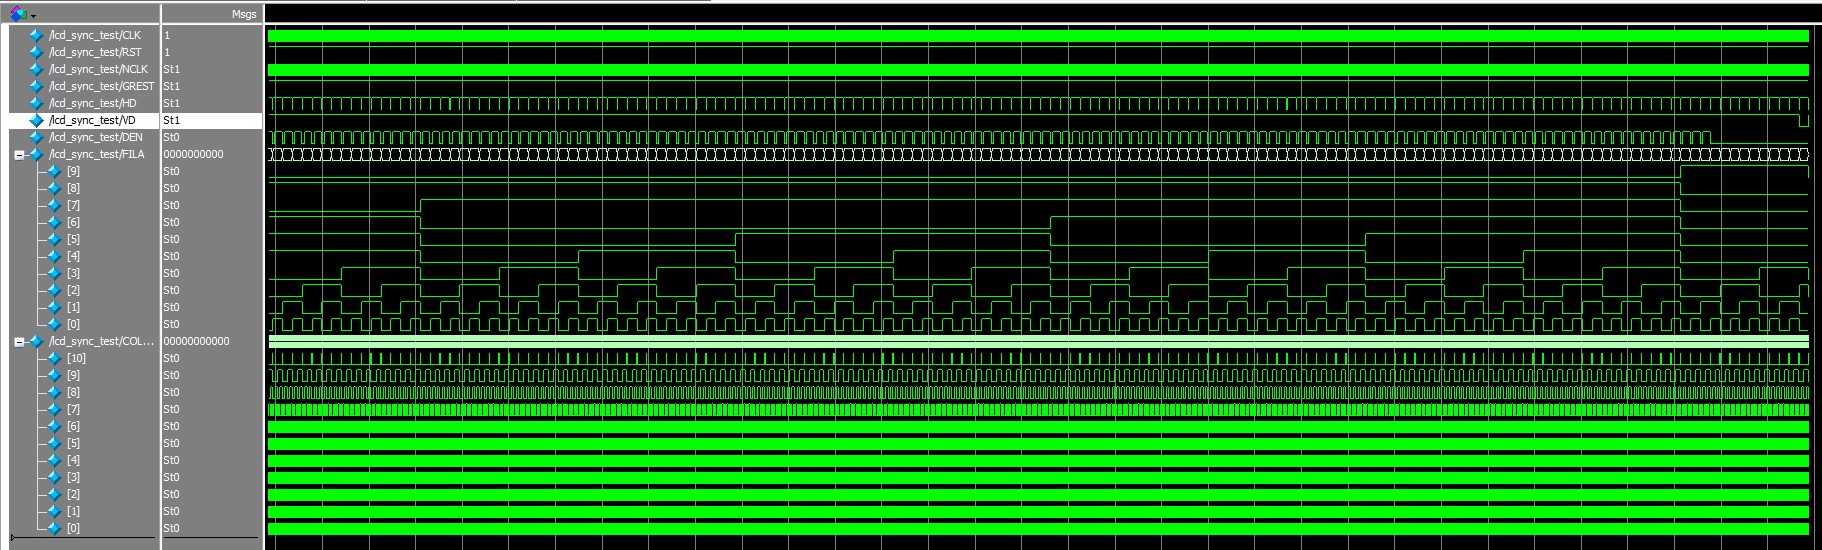 Msgs
/lcd_sync_test/CLK 1
/lcd_sync_test/RST 1
/lcd_sync_test/NCLK St1
/lcd_sync_test/GREST St1
/lcd_sync_test/HD St1
/lcd_sync_test/VD St1
/lcd_sync_test/DEN St0
/lcd_sync_test/FILA 0000000000
[9] St0
[8] St0
[7] St0
[6] St0
[5] St0
[4] St0
[3] St0
[2] St0
[1] St0
[0] St0
/lcd_sync_test/COL... 00000000000
[10] St0
[9] St0
[8] St0
[7] St0
[6] St0
[5] St0
[4] St0
[3] St0
[2] St0
[1] St0
[0] St0